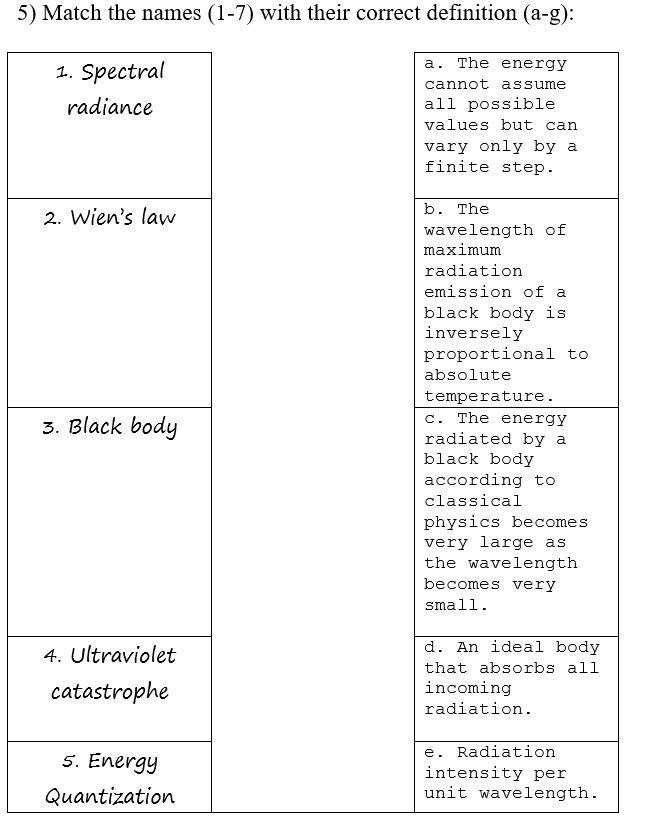 5) Match the names (1-7) with their correct definition (a-g):
1. Spectral
radiance
a. The energy
cannot assume
all possible
values but can
vary only by a
finite step.
2. Wien's law
b. The
wavelength of
maximum
radiation
emission of a
black body is
inversely
proportional to
absolute
temperature.
3. Black body
c. The energy
radiated by a
black body
according to
classical
physics becomes
very large as
the wavelength
becomes very
small.
4. Ultraviolet
catastrophe
d. An ideal body
that absorbs all
incoming
radiation.
5. Energy
Quantization
e. Radiation
intensity per
unit wavelength.